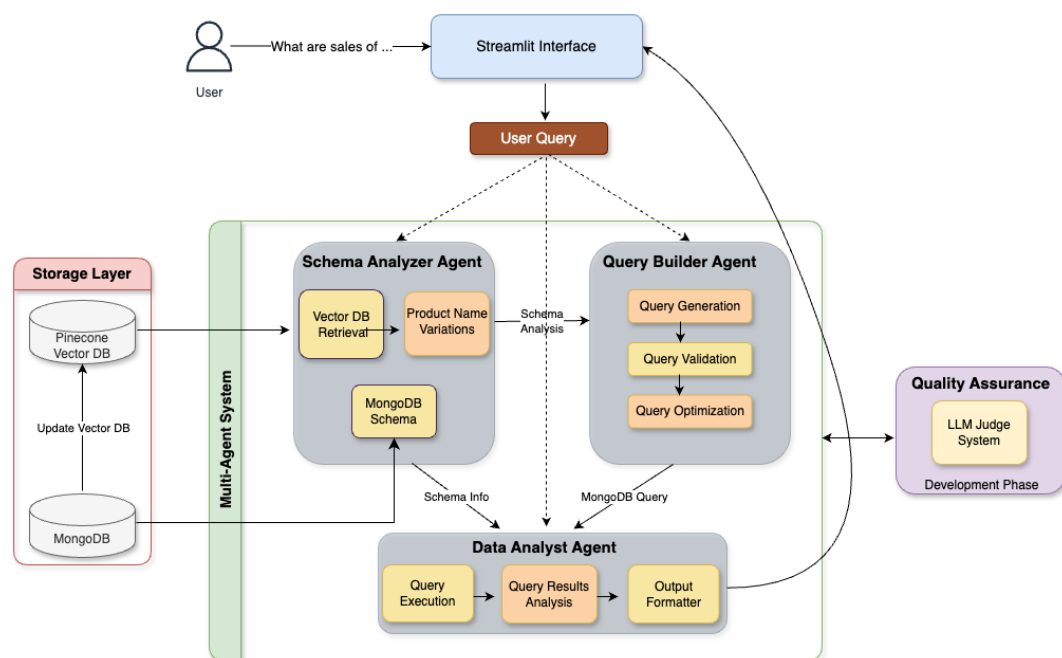 What are sales of ...
Streamlit Interface
User
User Query
Multi-Agent System
Storage Layer
Pinecone
Vector DB
Update Vector DB
MongoDB
Schema Analyzer Agent
Vector DB
Retrieval
Product Name
Variations
MongoDB
Schema
Schema
Analysis
Query Builder Agent
Query Generation
Query Validation
Query Optimization
Quality Assurance
LLM Judge
System
Development Phase
Schema Info
MongoDB Query
Data Analyst Agent
Query
Execution
Query Results
Analysis
Output
Formatter